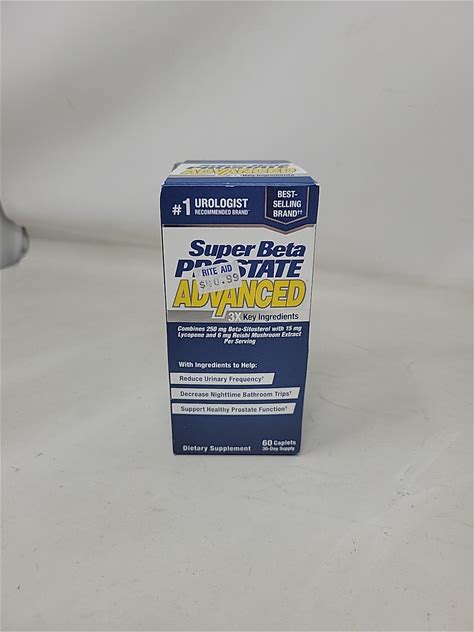 #1 UROLOGIST
RECOMMENDED BRAND*
BEST-
SELLING
BRAND††
Super Beta
PROSTATE
ADVANCED
RITE AID
3X Key Ingredients
Combines 250 mg Beta-Sitosterol with 15 mg
Lycopene and 6 mg Reishi Mushroom Extract
Per Serving
With Ingredients to Help:
Reduce Urinary Frequency†
Decrease Nighttime Bathroom Trips†
Support Healthy Prostate Function†
Dietary Supplement
60 Caplets
30-Day Supply